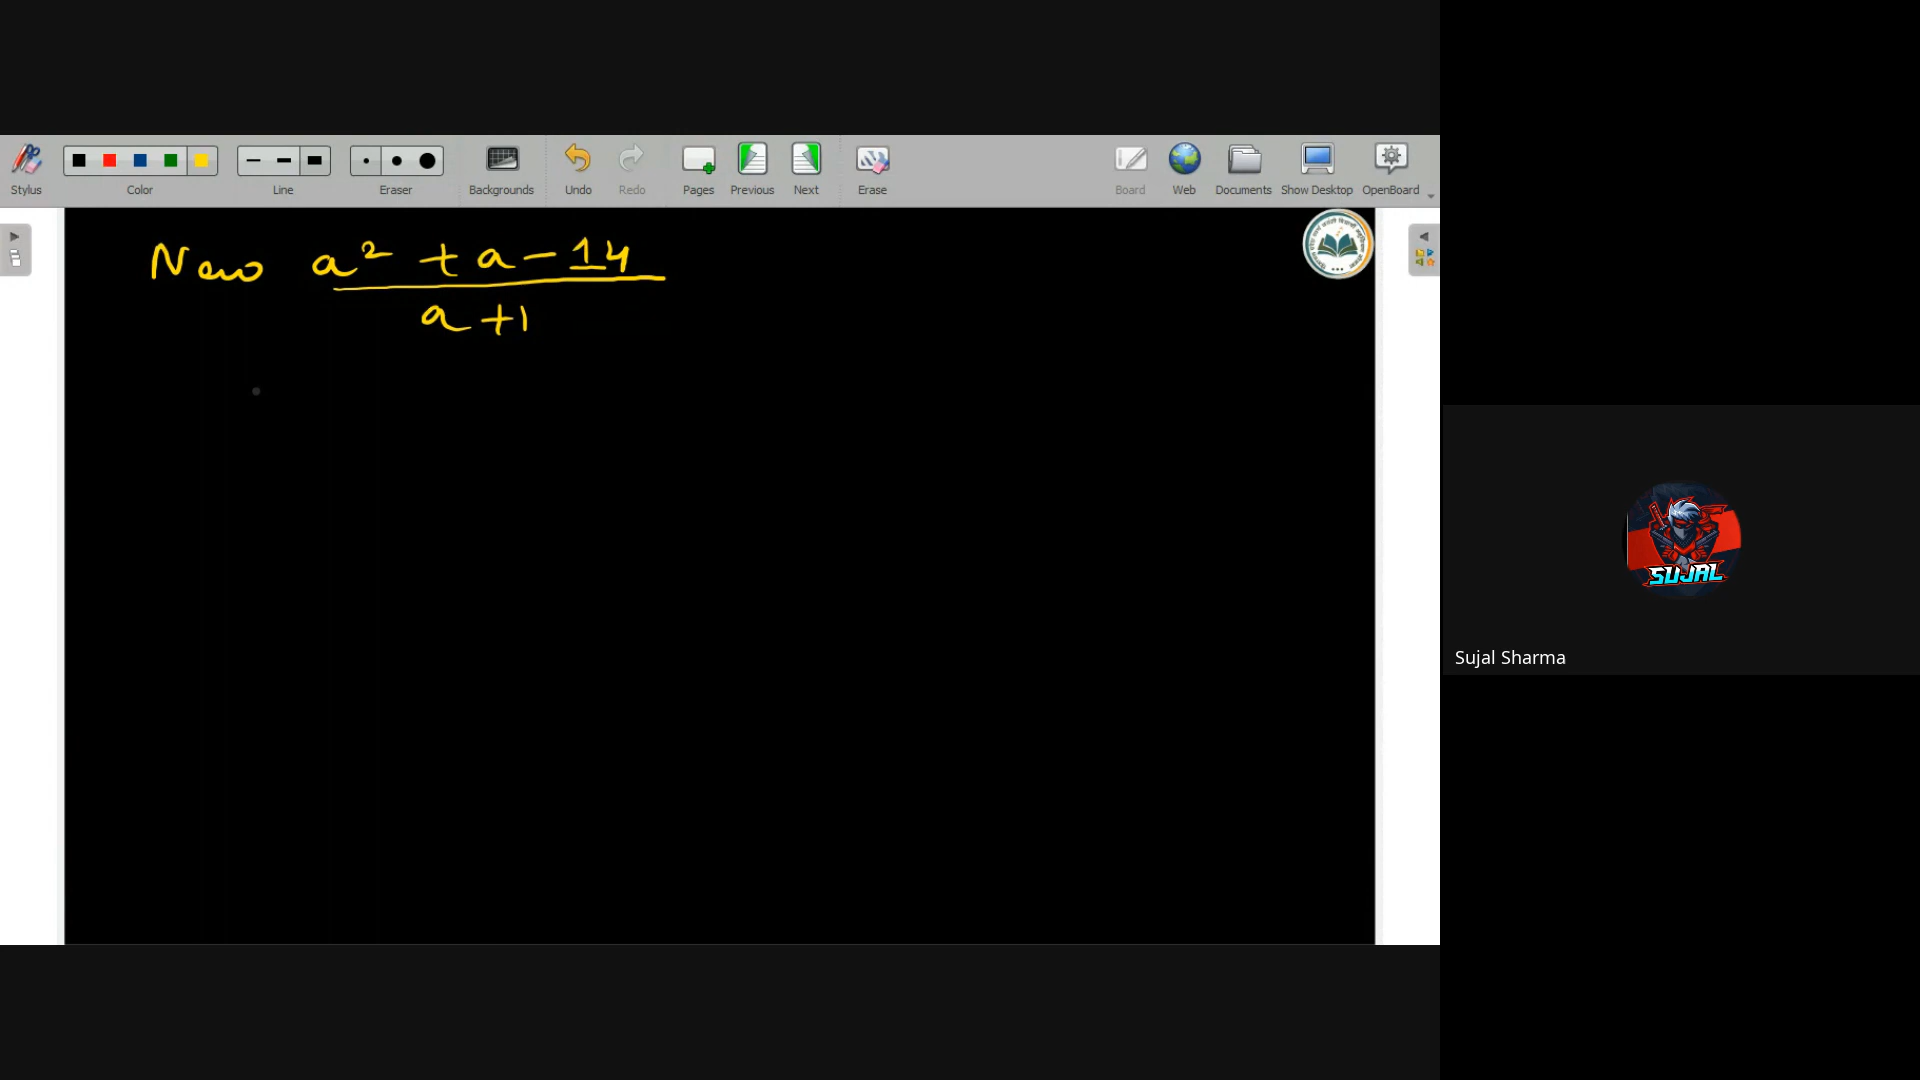 Stylus
Color
Line
Eraser
Backgrounds
Undo
Redo
Pages
Previous
Next
Erase
Board
Web
Documents
Show Desktop
OpenBoard
Now a² + a - 14
a + 1
SUJAL
Sujal Sharma